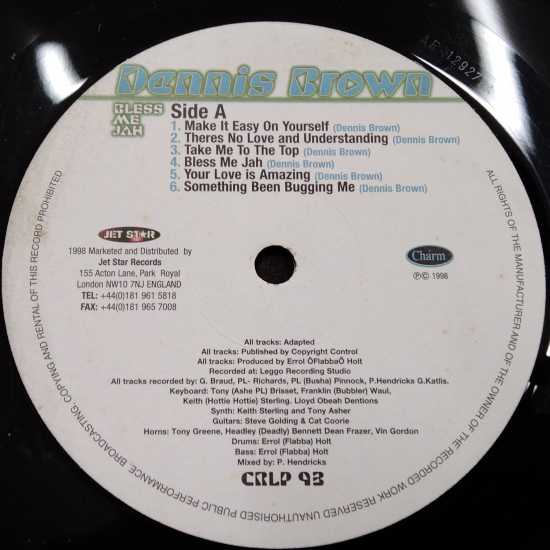 Dennis Brown
BLESS
ME
JAH
Side A
1. Make It Easy On Yourself (Dennis Brown)
2. Theres No Love and Understanding (Dennis Brown)
3. Take Me To The Top (Dennis Brown)
4. Bless Me Jah (Dennis Brown)
5. Your Love is Amazing (Dennis Brown)
6. Something Been Bugging Me (Dennis Brown)
JET STAR
1998 Marketed and Distributed by
Jet Star Records
155 Acton Lane, Park Royal
London NW10 7NJ ENGLAND
TEL: +44(0)181 961 5818
FAX: +44(0)181 965 7008
Charm
℗© 1998
All tracks: Adapted
All tracks: Published by Copyright Control
All tracks: Produced by Errol ÔFlabbaÕ Holt
Recorded at: Leggo Recording Studio
All tracks recorded by: G. Braud, PL- Richards, PL (Busha) Pinnock, P.Hendricks G.Katlis.
Keyboard: Tony (Ashe PL) Brisset, Franklin (Bubbler) Waul,
Keith (Hottie Hottie) Sterling. Lloyd Obeah Dentions
Synth: Keith Sterling and Tony Asher
Guitars: Steve Golding & Cat Coorie
Horns: Tony Greene, Headley (Deadly) Bennett Dean Frazer, Vin Gordon
Drums: Errol (Flabba) Holt
Bass: Errol (Flabba) Holt
Mixed by: P. Hendricks
CRLP 93
ALL RIGHTS OF THE MANUFACTURER AND OF THE OWNER OF THE RECORDED WORK RESERVED UNAUTHORISED PUBLIC PERFORMANCE, BROADCASTING, COPYING AND RENTAL OF THIS RECORD PROHIBITED